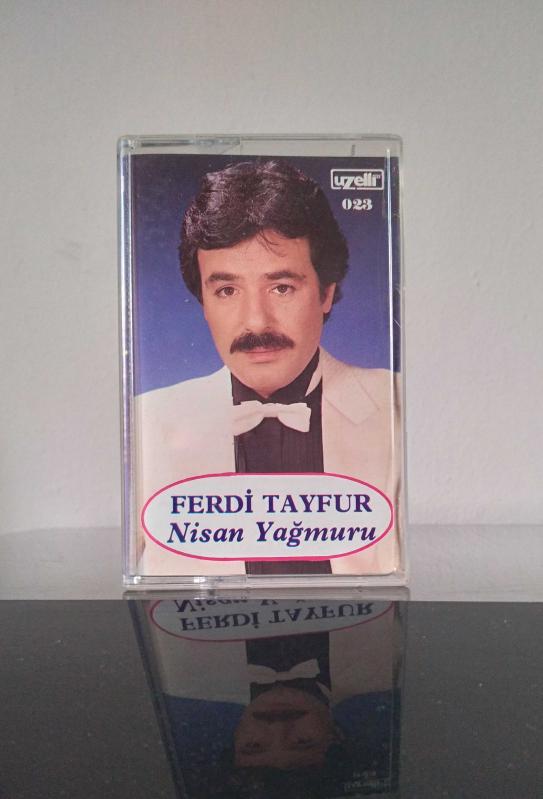 uzelli
023
FERDİ TAYFUR
Nisan Yağmuru